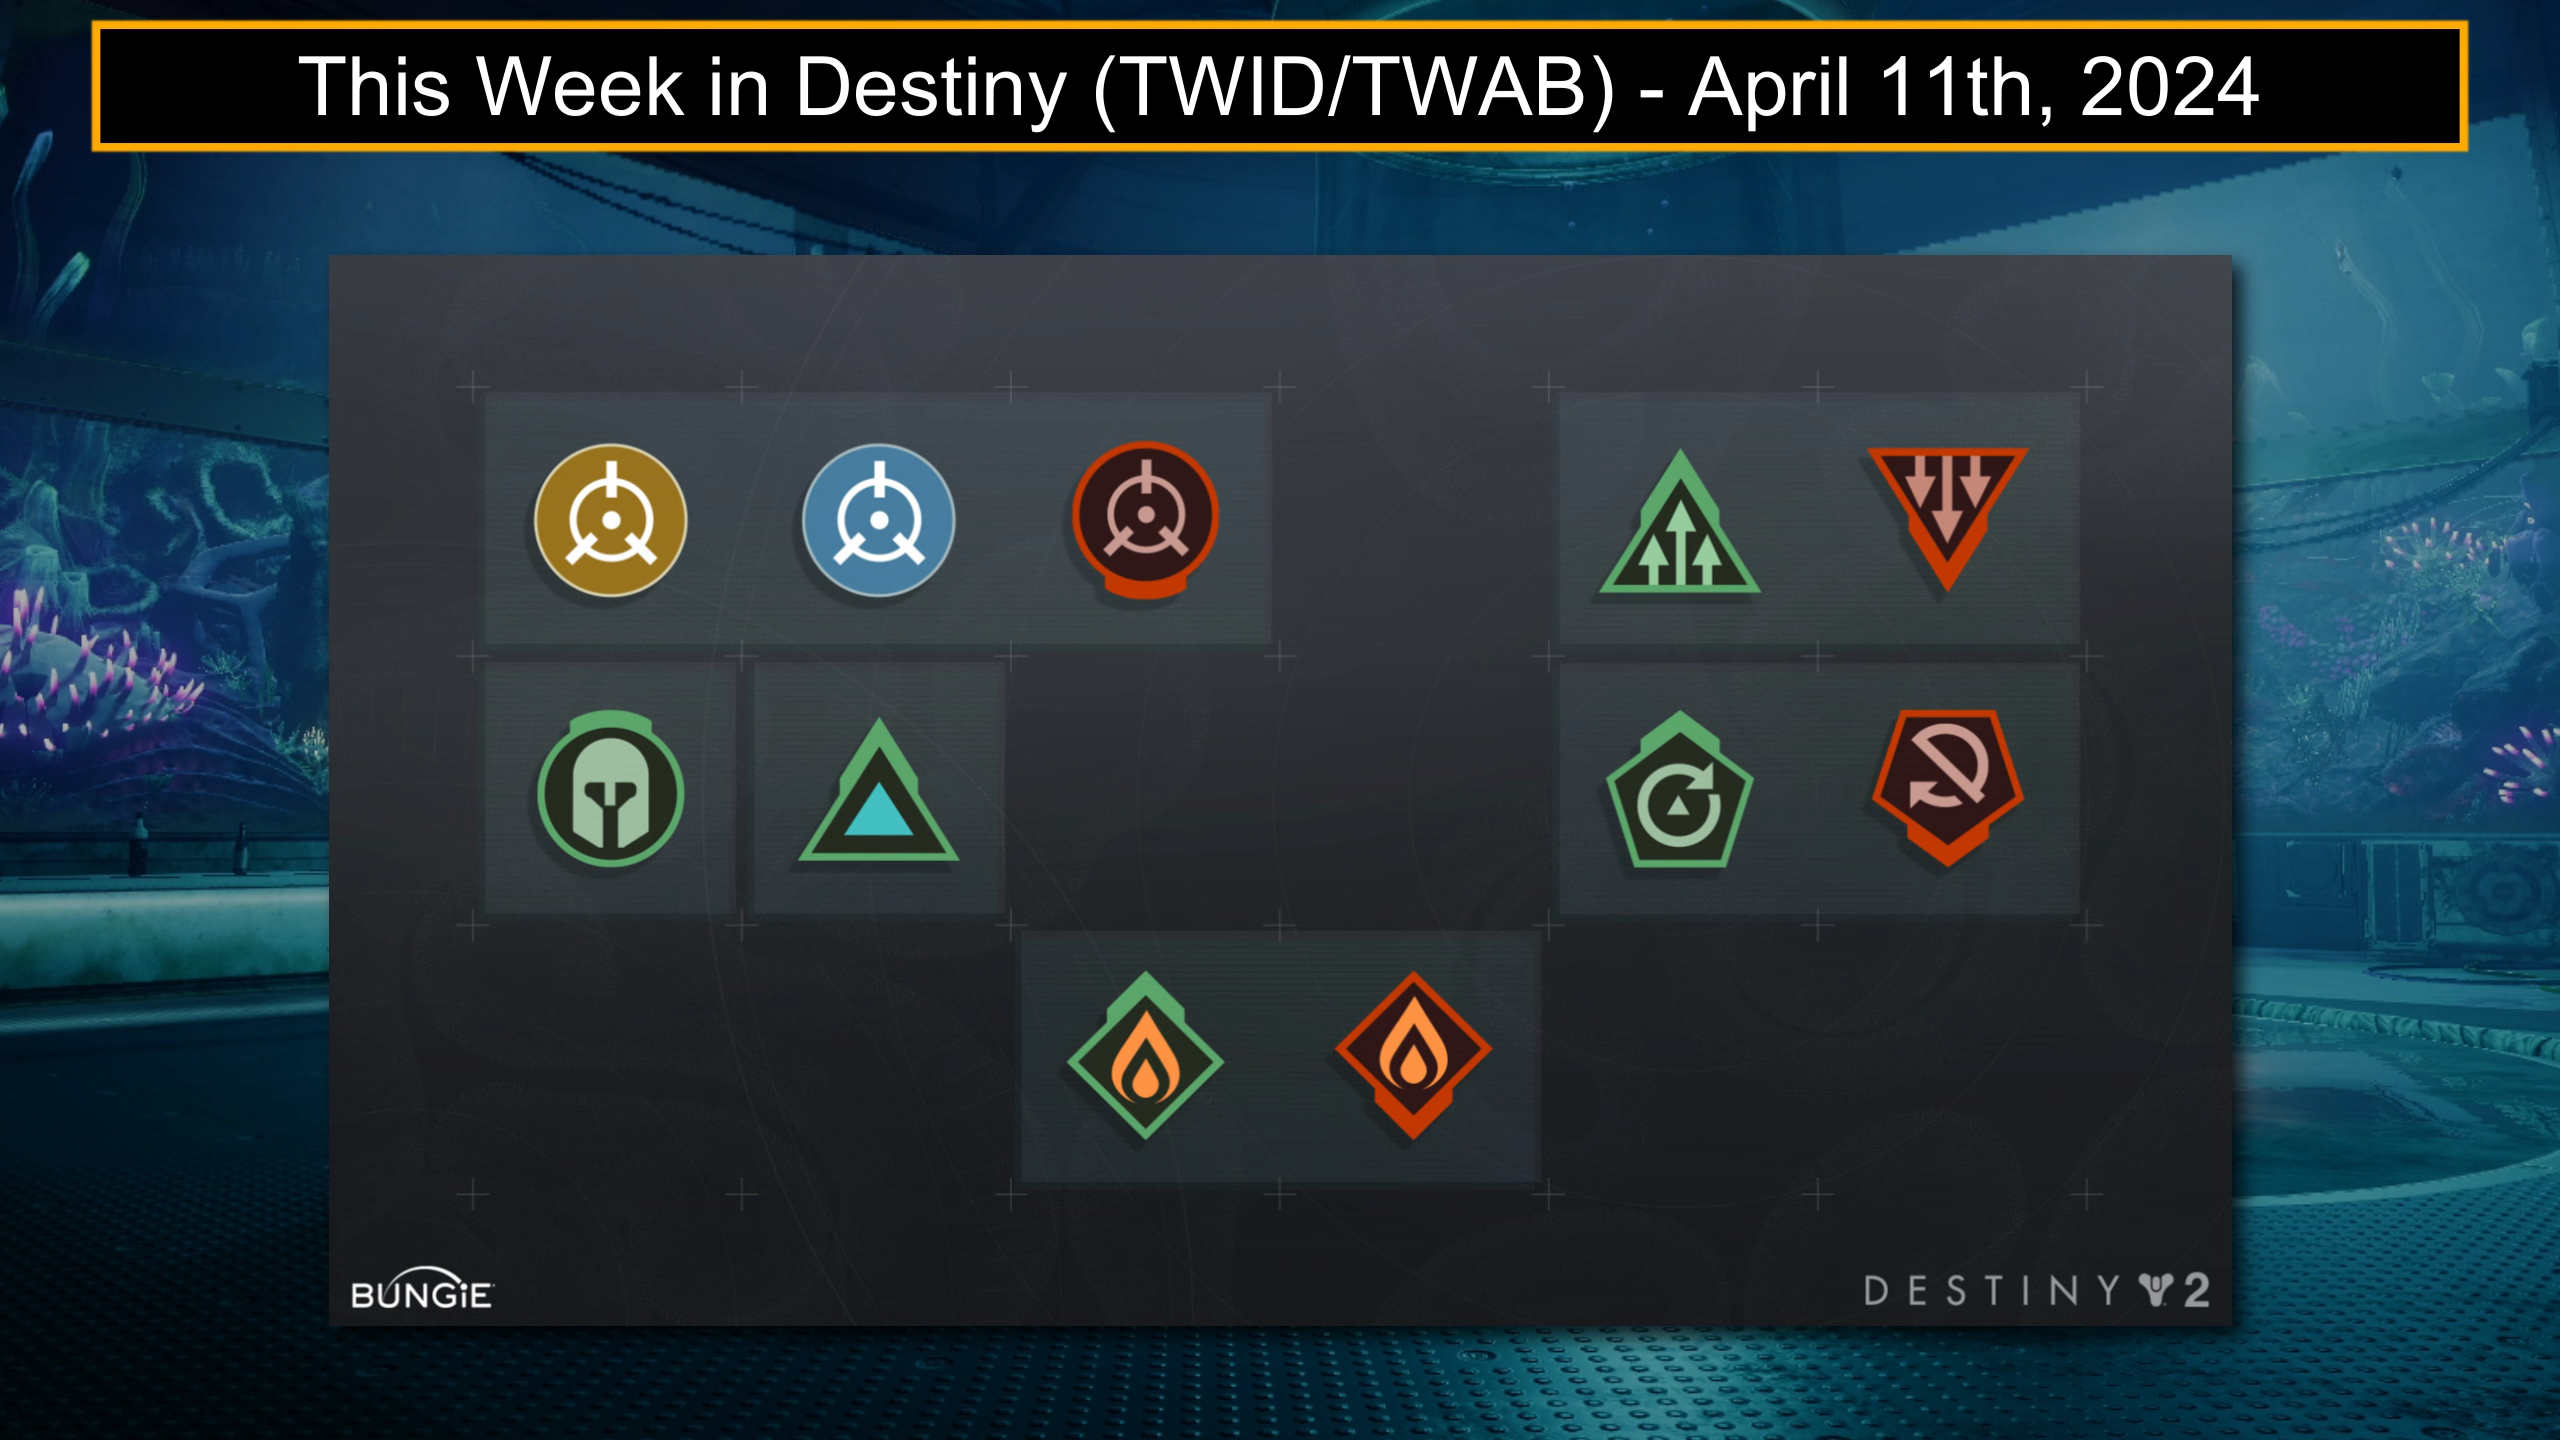 This Week in Destiny (TWID/TWAB) - April 11th, 2024
BUNGiE
DESTINY 2